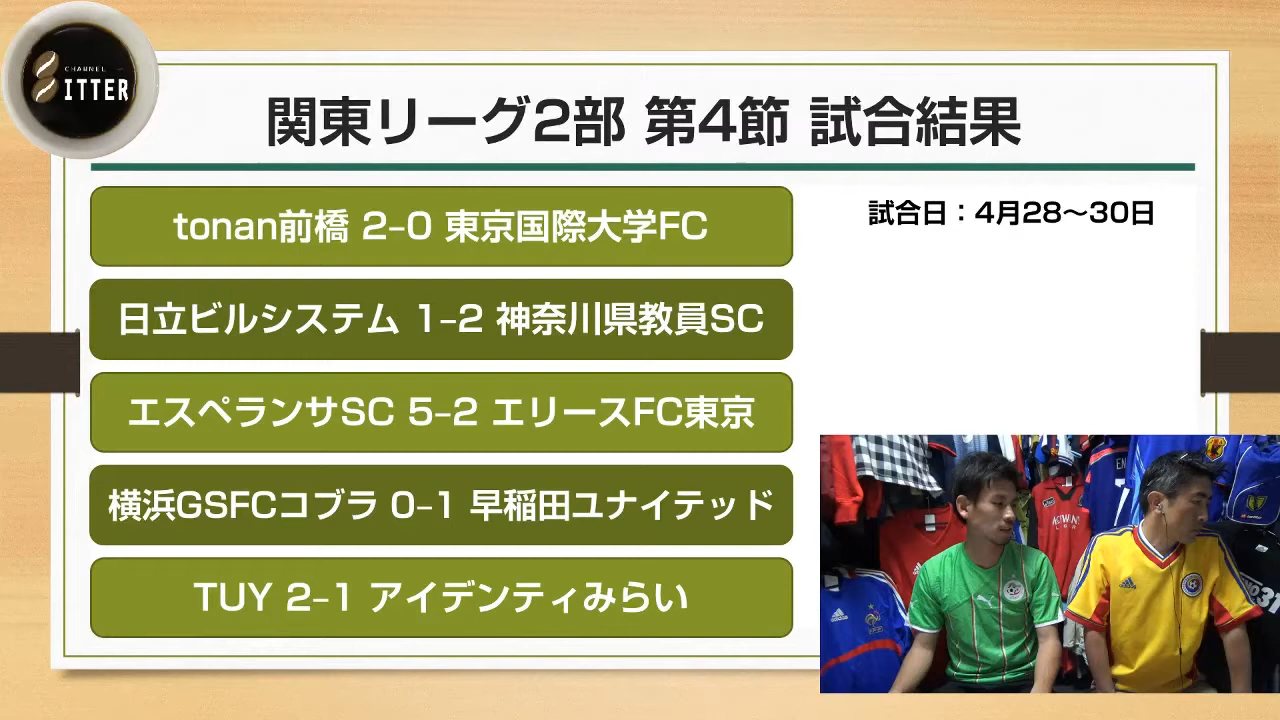 CHANNEL
ITTER
関東リーグ2部 第4節 試合結果
試合日：4月28～30日
tonan前橋 2–0 東京国際大学FC
日立ビルシステム 1–2 神奈川県教員SC
エスペランサSC 5–2 エリースFC東京
横浜GSFCコブラ 0–1 早稲田ユナイテッド
TUY 2–1 アイデンティみらい